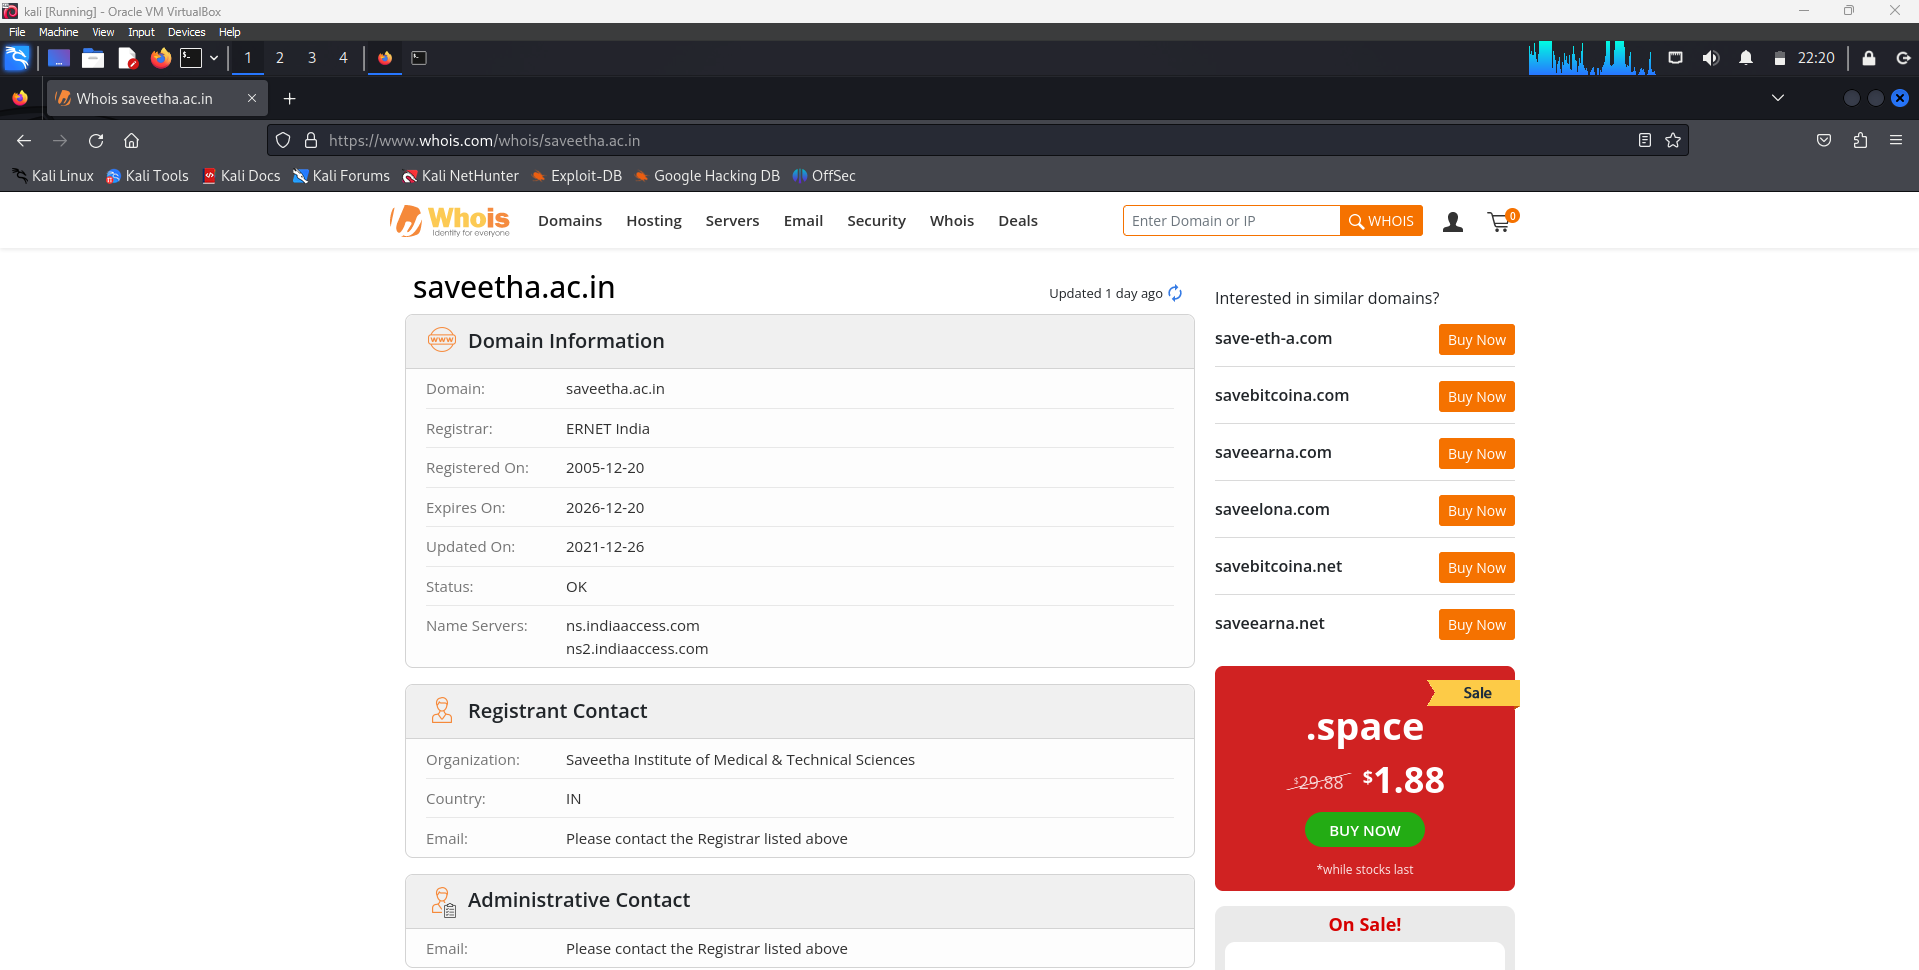 kali [Running] - Oracle VM VirtualBox
File Machine View Input Devices Help
1 2 3 4 22:20
Whois saveetha.ac.in
https://www.whois.com/whois/saveetha.ac.in
Kali Linux Kali Tools Kali Docs Kali Forums Kali NetHunter Exploit-DB Google Hacking DB OffSec
Whois
Identity for everyone
Domains Hosting Servers Email Security Whois Deals
Enter Domain or IP WHOIS 0
saveetha.ac.in
Updated 1 day ago
www Domain Information
Domain: saveetha.ac.in
Registrar: ERNET India
Registered On: 2005-12-20
Expires On: 2026-12-20
Updated On: 2021-12-26
Status: OK
Name Servers: ns.indiaaccess.com
ns2.indiaaccess.com
Registrant Contact
Organization: Saveetha Institute of Medical & Technical Sciences
Country: IN
Email: Please contact the Registrar listed above
Administrative Contact
Email: Please contact the Registrar listed above
Interested in similar domains?
save-eth-a.com Buy Now
savebitcoina.com Buy Now
saveearna.com Buy Now
saveelona.com Buy Now
savebitcoina.net Buy Now
saveearna.net Buy Now
Sale
.space
$29.88 $1.88
BUY NOW
*while stocks last
On Sale!